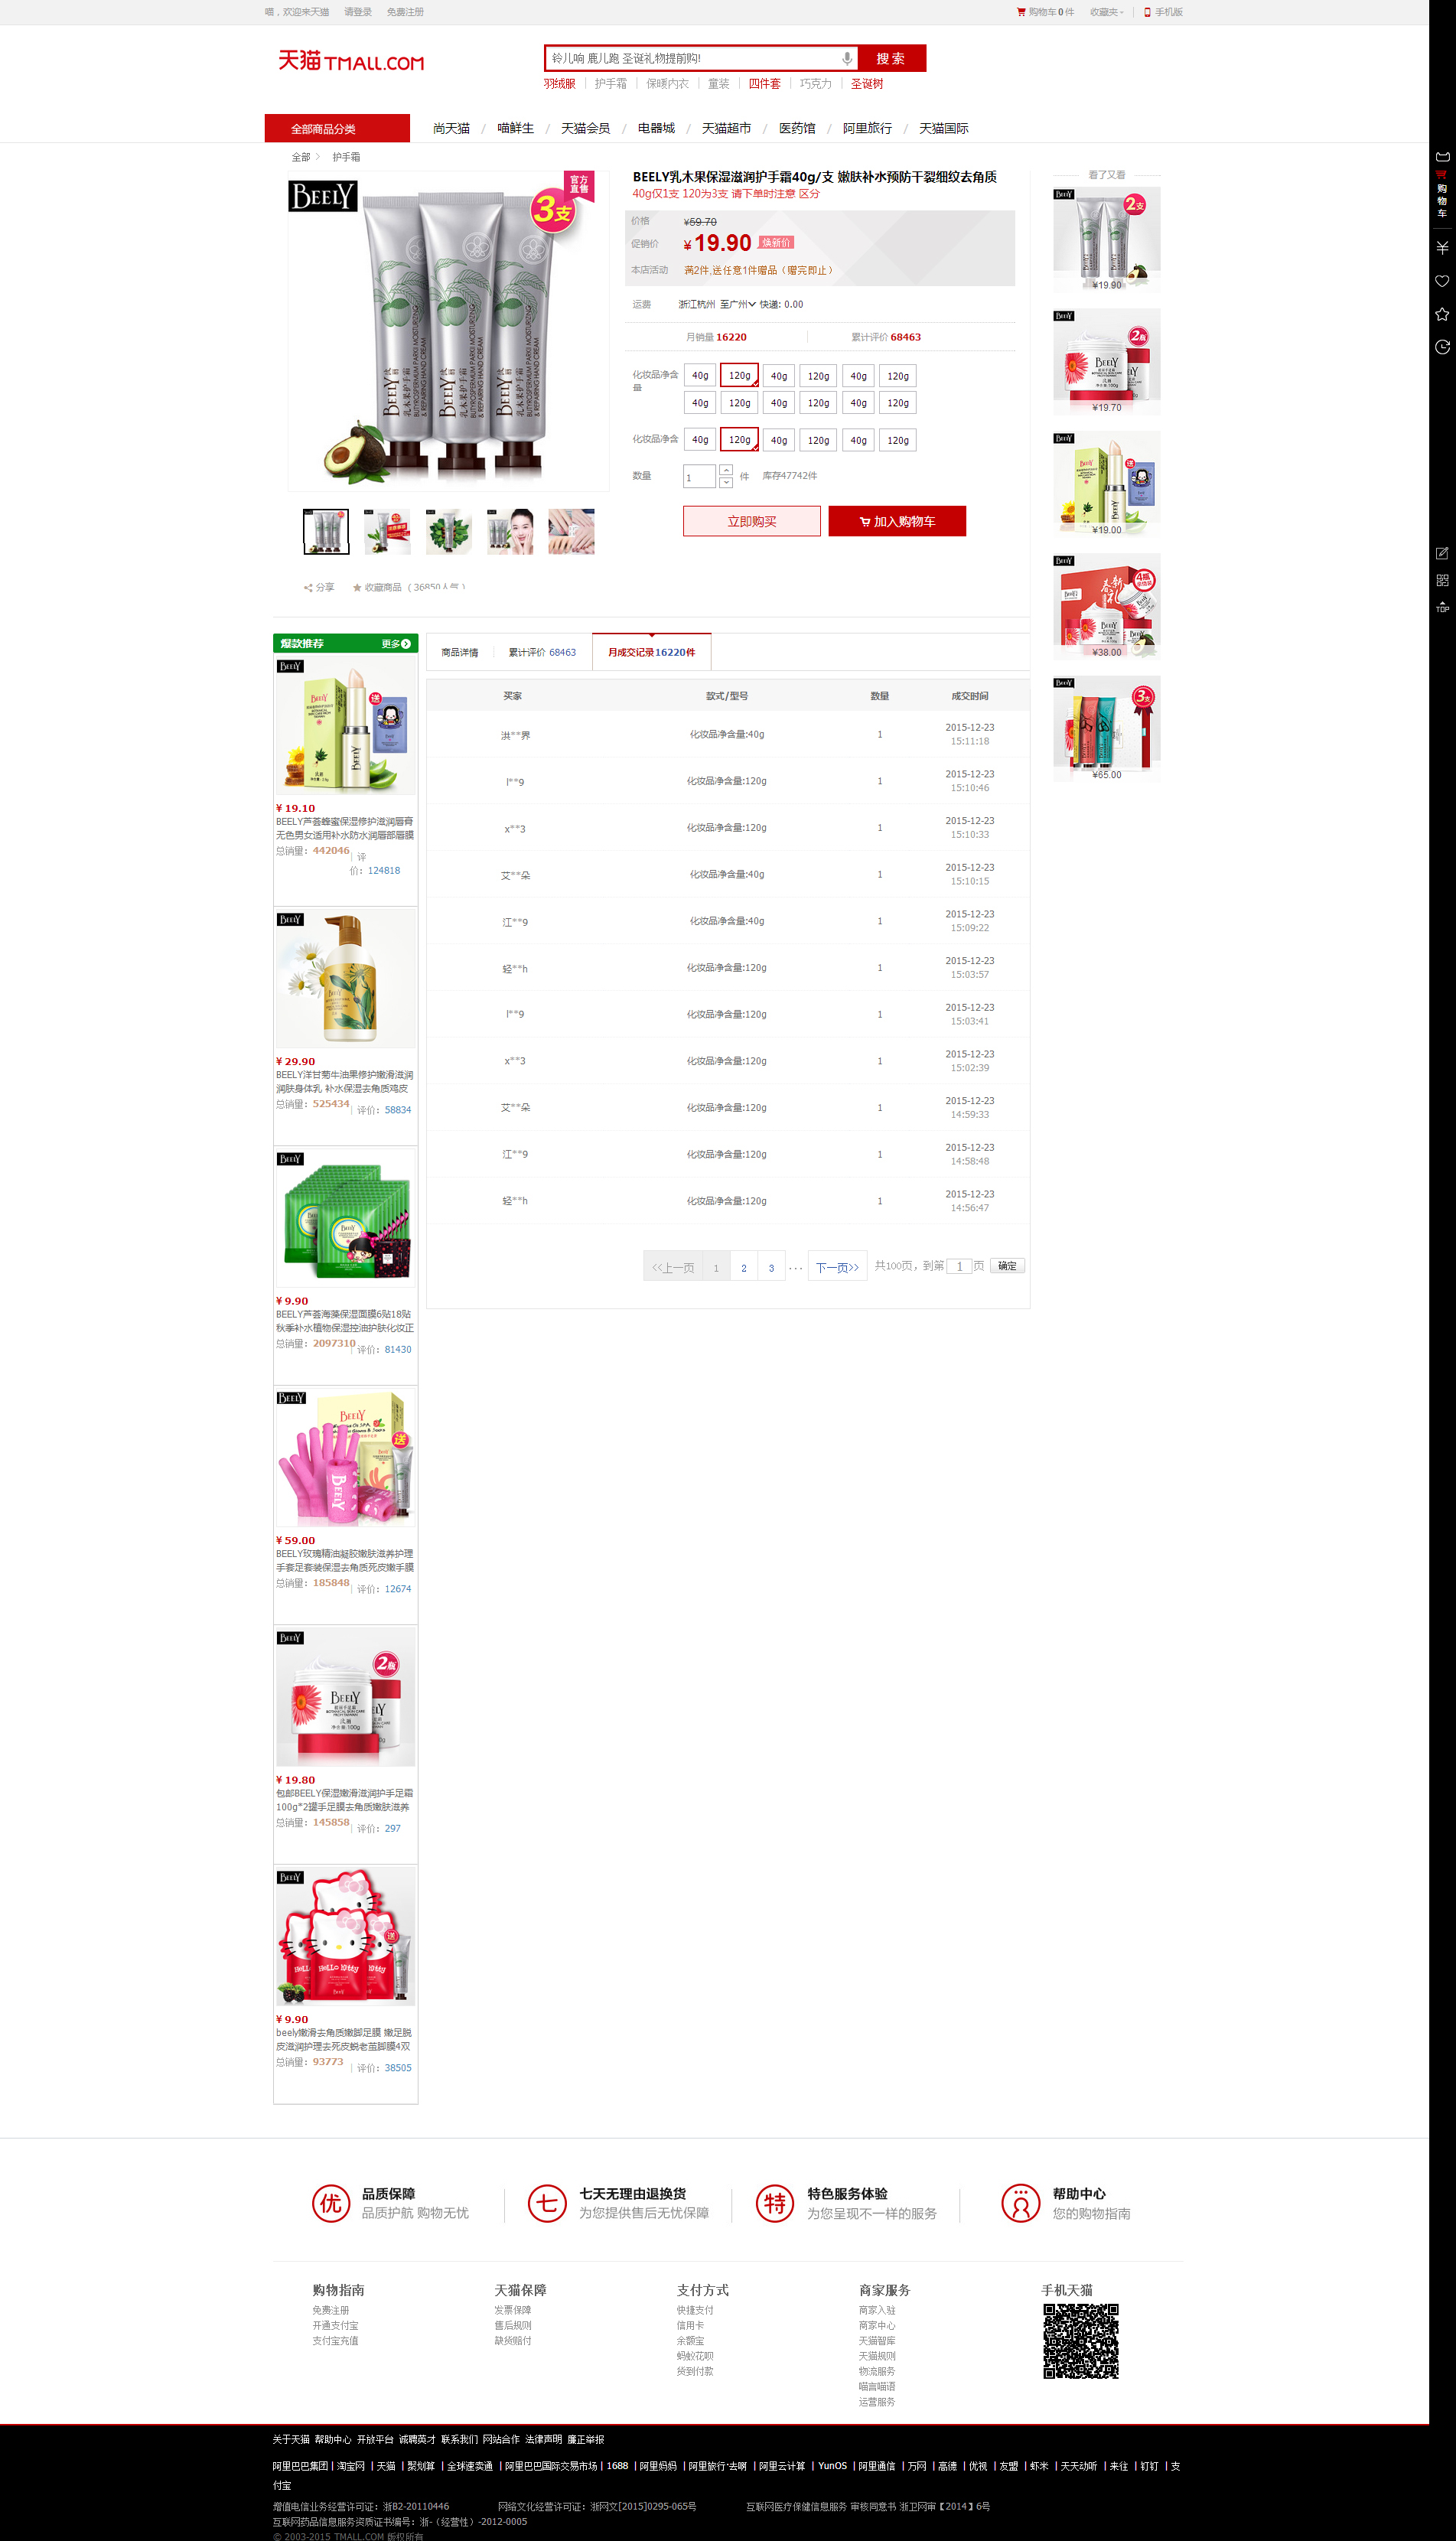 喵，欢迎来天猫 请登录 免费注册 购物车0件 收藏夹 手机版
天猫 TMALL.COM
铃儿响 鹿儿跑 圣诞礼物提前购! 搜索
羽绒服 护手霜 保暖内衣 童装 四件套 巧克力 圣诞树
全部商品分类 尚天猫 / 喵鲜生 / 天猫会员 / 电器城 / 天猫超市 / 医药馆 / 阿里旅行 / 天猫国际
全部 护手霜
购物车
BEELY
官方直售
3支
BEELY乳木果保湿滋润护手霜40g/支 嫩肤补水预防干裂细纹去角质
40g仅1支 120为3支 请下单时注意 区分
价格 ¥59.70
促销价 ¥19.90 焕新价
本店活动 满2件,送任意1件赠品（赠完即止）
运费 浙江杭州 至广州 快递: 0.00
月销量 16220 累计评价 68463
化妆品净含量 40g 120g 40g 120g 40g 120g
40g 120g 40g 120g 40g 120g
化妆品净含 40g 120g 40g 120g 40g 120g
数量 1 件 库存47742件
立即购买 加入购物车
分享 收藏商品
看了又看
BEELY 2支
¥19.90
BEELY 2瓶
¥19.70
BEELY 送
¥19.00
BEELY 4瓶
¥38.00
BEELY 3支
¥65.00
TOP
爆款推荐 更多
BEELY 送
¥ 19.10
BEELY芦荟蜂蜜保湿修护滋润唇膏
无色男女适用补水防水润唇部唇膜
总销量：442046 | 评价：124818
BEELY
¥ 29.90
BEELY洋甘菊牛油果修护嫩滑滋润
润肤身体乳 补水保湿去角质鸡皮
总销量：525434 | 评价：58834
BEELY
¥ 9.90
BEELY芦荟海藻保湿面膜6贴18贴
秋季补水植物保湿控油护肤化妆正
总销量：2097310 | 评价：81430
BEELY 送
¥ 59.00
BEELY玫瑰精油凝胶嫩肤滋养护理
手套足套装保湿去角质死皮嫩手膜
总销量：185848 | 评价：12674
BEELY 2瓶
¥ 19.80
包邮BEELY保湿嫩滑滋润护手足霜
100g*2罐手足膜去角质嫩肤滋养
总销量：145858 | 评价：297
BEELY HELLO kitty 送
¥ 9.90
beely嫩滑去角质嫩脚足膜 嫩足脱
皮滋润护理去死皮蜕老茧脚膜4双
总销量：93773 | 评价：38505
商品详情 累计评价 68463 月成交记录16220件
买家 款式/型号 数量 成交时间
洪**界 化妆品净含量:40g 1 2015-12-23 15:11:18
l**9 化妆品净含量:120g 1 2015-12-23 15:10:46
x**3 化妆品净含量:120g 1 2015-12-23 15:10:33
艾**朵 化妆品净含量:40g 1 2015-12-23 15:10:15
江**9 化妆品净含量:40g 1 2015-12-23 15:09:22
轻**h 化妆品净含量:120g 1 2015-12-23 15:03:57
l**9 化妆品净含量:120g 1 2015-12-23 15:03:41
x**3 化妆品净含量:120g 1 2015-12-23 15:02:39
艾**朵 化妆品净含量:120g 1 2015-12-23 14:59:33
江**9 化妆品净含量:120g 1 2015-12-23 14:58:48
轻**h 化妆品净含量:120g 1 2015-12-23 14:56:47
<<上一页 1 2 3 ... 下一页>> 共100页，到第 1 页 确定
优 品质保障 七 七天无理由退换货 特 特色服务体验 帮助中心
品质护航 购物无忧 为您提供售后无忧保障 为您呈现不一样的服务 您的购物指南
购物指南 天猫保障 支付方式 商家服务 手机天猫
免费注册 发票保障 快捷支付 商家入驻
开通支付宝 售后规则 信用卡 商家中心
支付宝充值 缺货赔付 余额宝 天猫智库
蚂蚁花呗 天猫规则
货到付款 物流服务
喵言喵语
运营服务
关于天猫 帮助中心 开放平台 诚聘英才 联系我们 网站合作 法律声明 廉正举报
阿里巴巴集团 | 淘宝网 | 天猫 | 聚划算 | 全球速卖通 | 阿里巴巴国际交易市场 | 1688 | 阿里妈妈 | 阿里旅行·去啊 | 阿里云计算 | YunOS | 阿里通信 | 万网 | 高德 | 优视 | 友盟 | 虾米 | 天天动听 | 来往 | 钉钉 | 支
付宝
增值电信业务经营许可证：浙B2-20110446 网络文化经营许可证：浙网文[2015]0295-065号 互联网医疗保健信息服务 审核同意书 浙卫网审【2014】6号
互联网药品信息服务资质证书编号：浙-（经营性）-2012-0005
© 2003-2015 TMALL.COM 版权所有